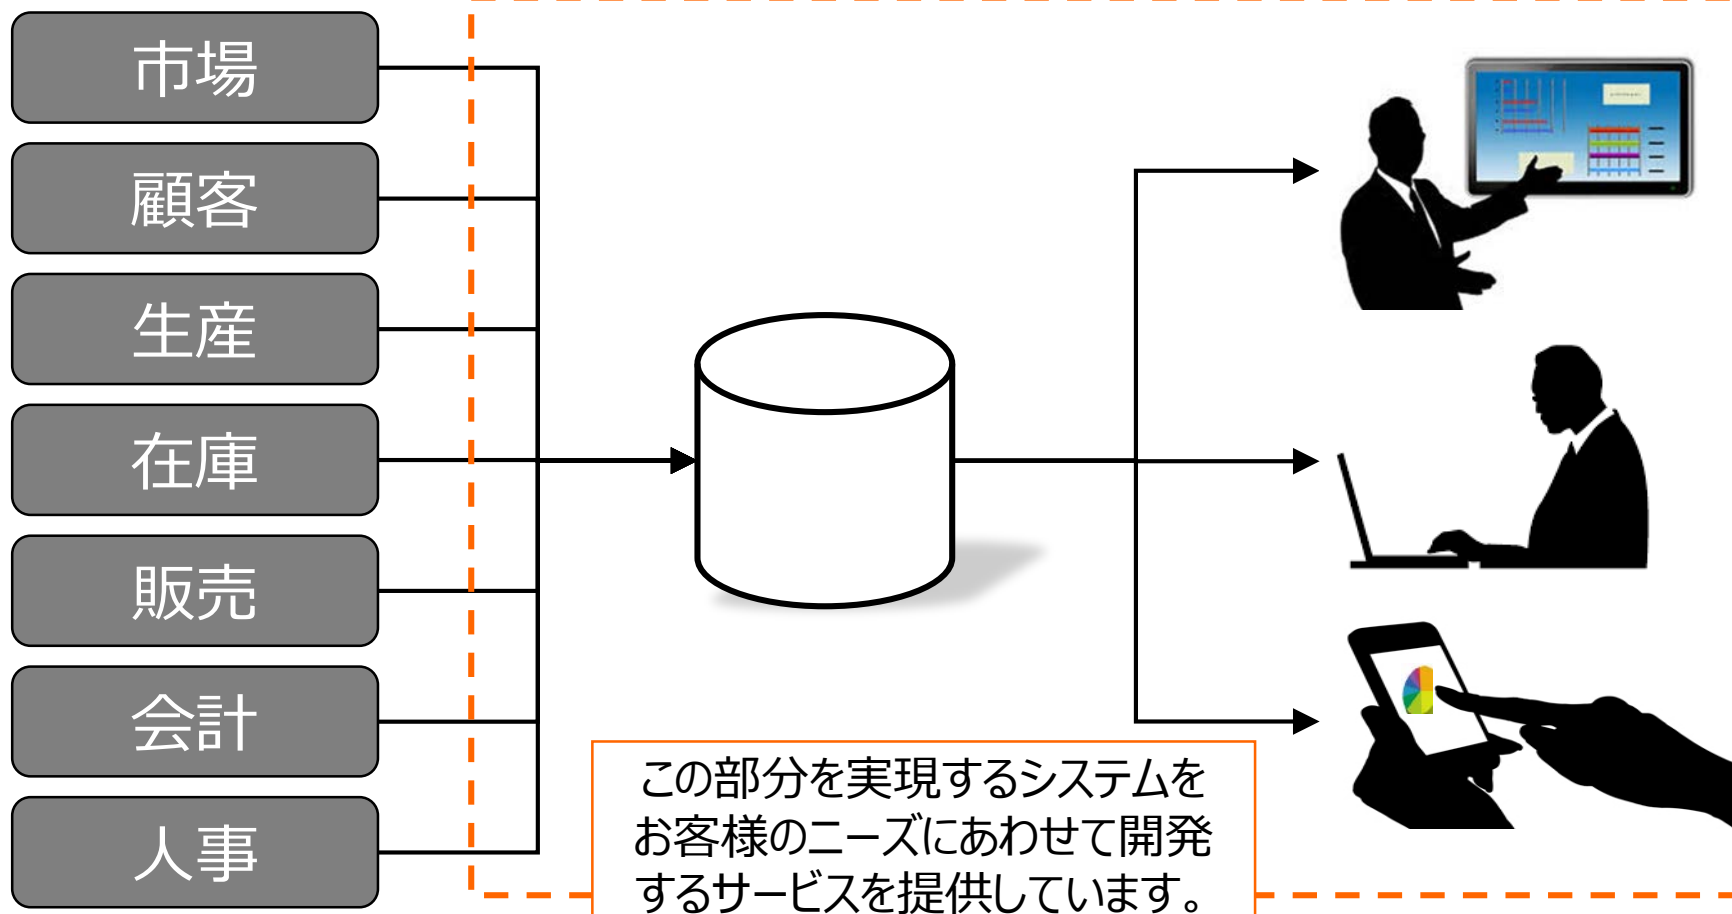 市場
顧客
生産
在庫
販売
会計
人事
この部分を実現するシステムを
お客様のニーズにあわせて開発
するサービスを提供しています。